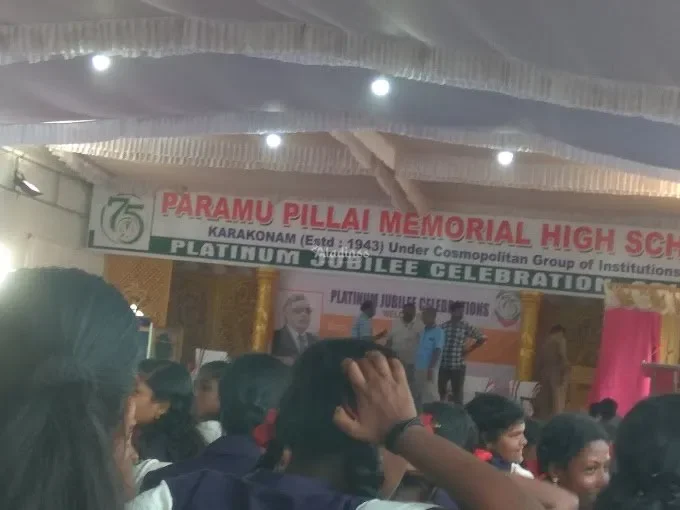 75
PARAMU PILLAI MEMORIAL HIGH SCH
KARAKONAM (Estd : 1943) Under Cosmopolitan Group of Institutions
PLATINUM JUBILEE CELEBRATION
PLATINUM JUBILEE CELEBRATIONS